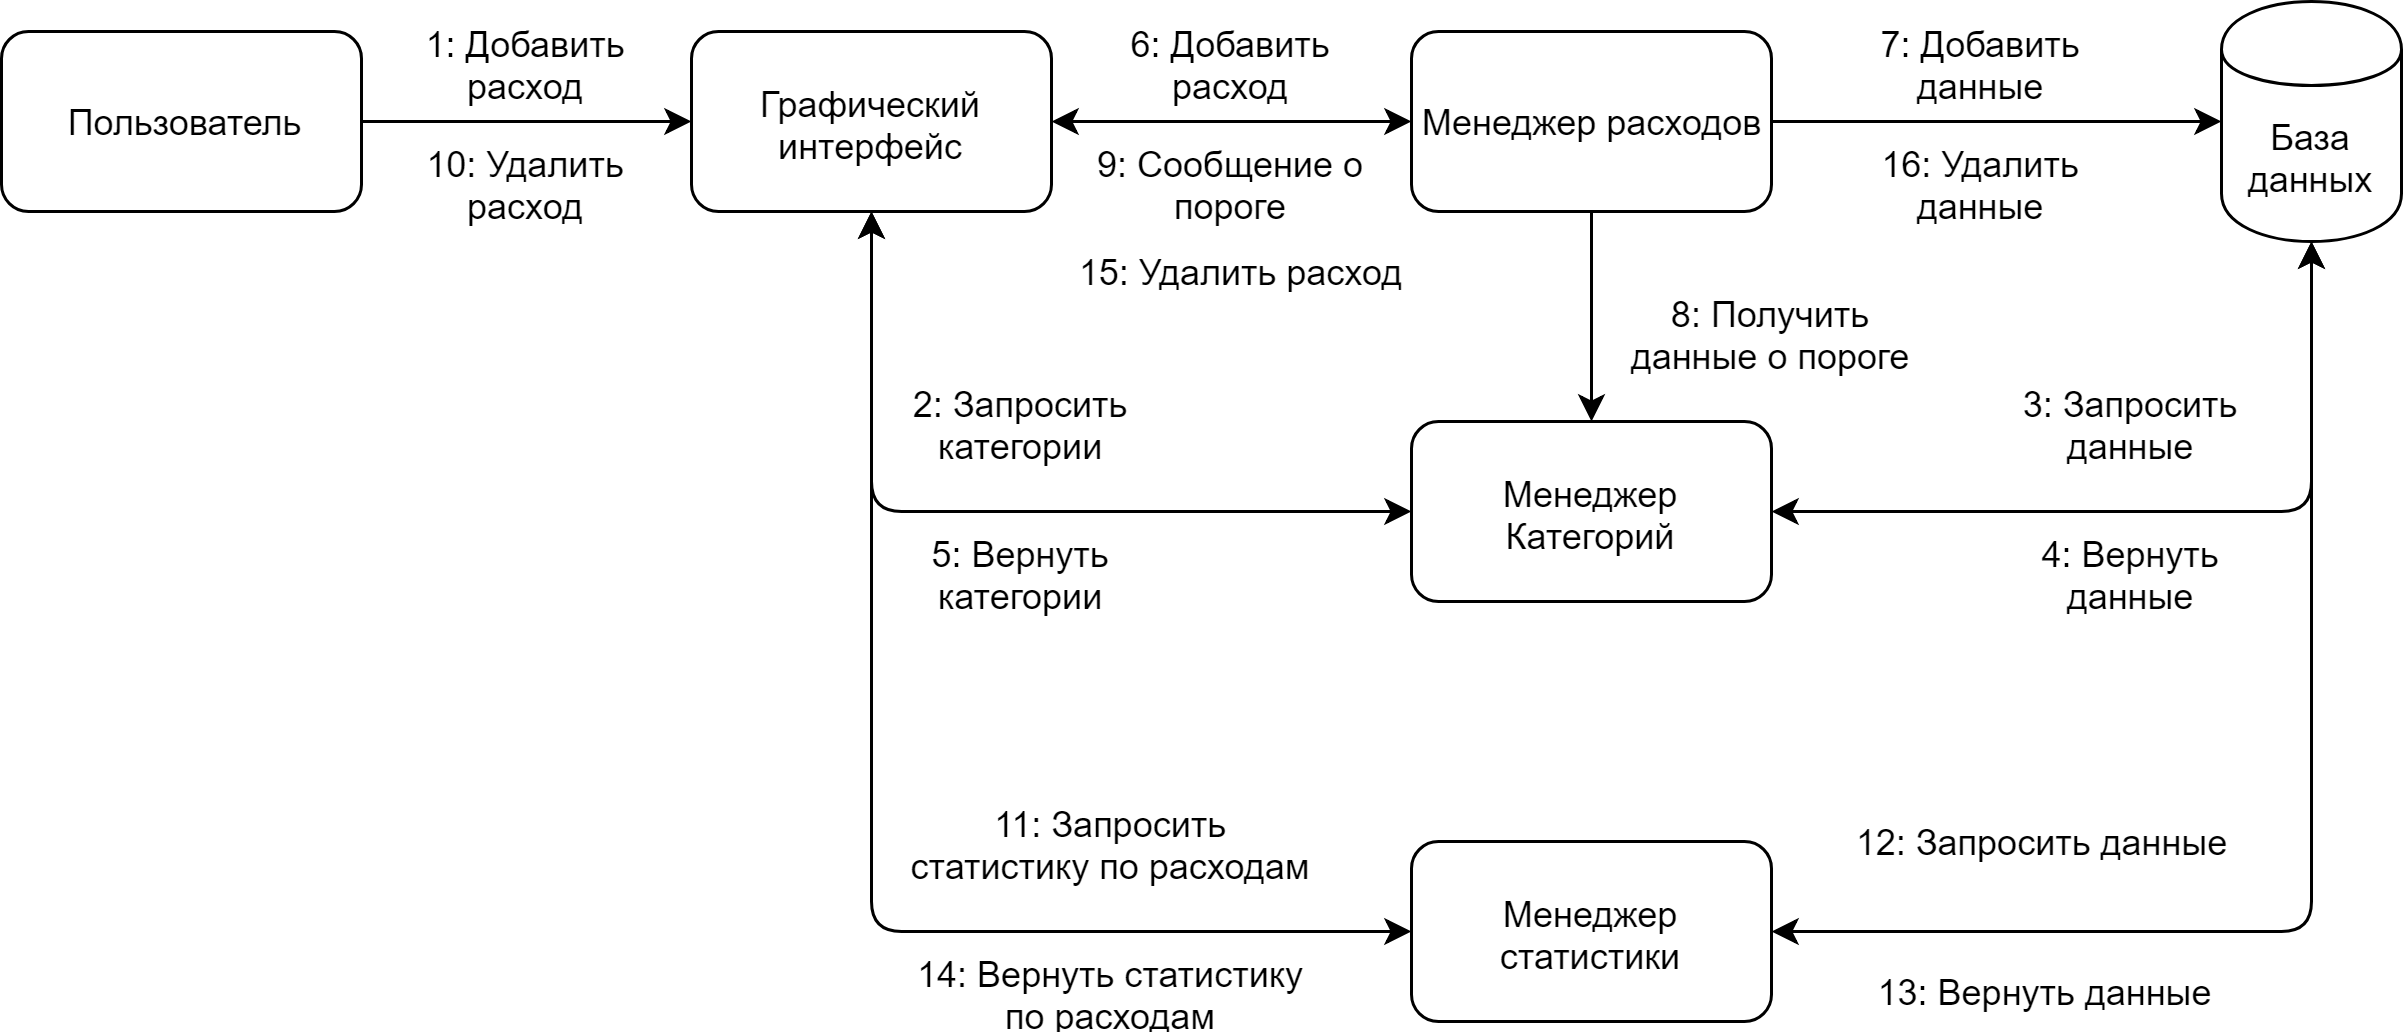 Пользователь
1: Добавить
расход
10: Удалить
расход
Графический
интерфейс
6: Добавить
расход
9: Сообщение о
пороге
15: Удалить расход
Менеджер расходов
7: Добавить
данные
16: Удалить
данные
База
данных
8: Получить
данные о пороге
2: Запросить
категории
5: Вернуть
категории
Менеджер
Категорий
3: Запросить
данные
4: Вернуть
данные
11: Запросить
статистику по расходам
14: Вернуть статистику
по расходам
Менеджер
статистики
12: Запросить данные
13: Вернуть данные